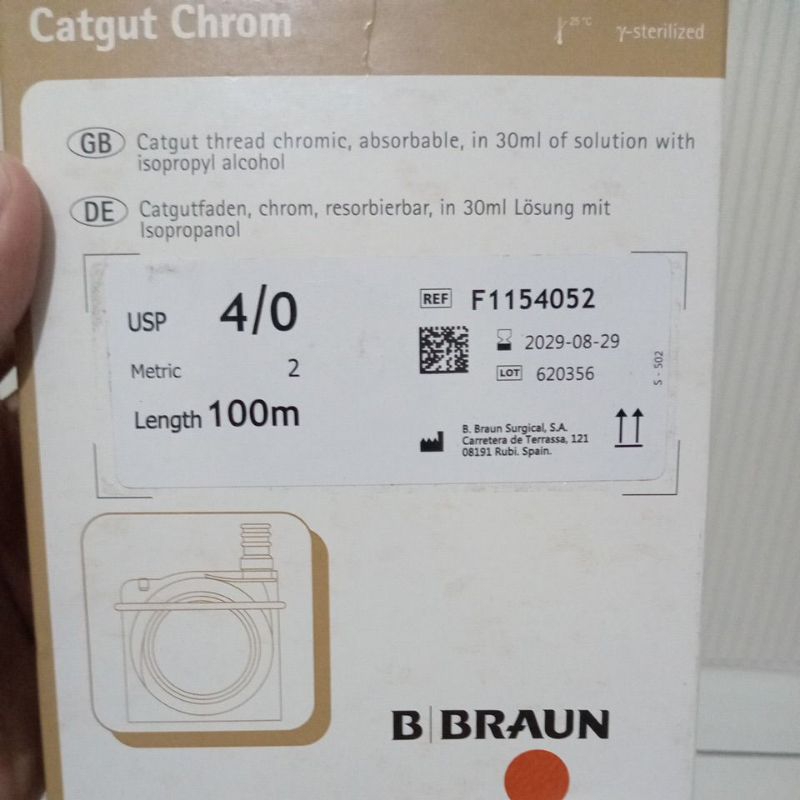 Catgut Chrom
25 °C
γ-sterilized
GB Catgut thread chromic, absorbable, in 30ml of solution with
isopropyl alcohol
DE Catgutfaden, chrom, resorbierbar, in 30ml Lösung mit
Isopropanol
USP 4/0
Metric 2
Length 100m
REF F1154052
2029-08-29
LOT 620356
S - 502
B. Braun Surgical, S.A.
Carretera de Terrassa, 121
08191 Rubi. Spain.
B|BRAUN